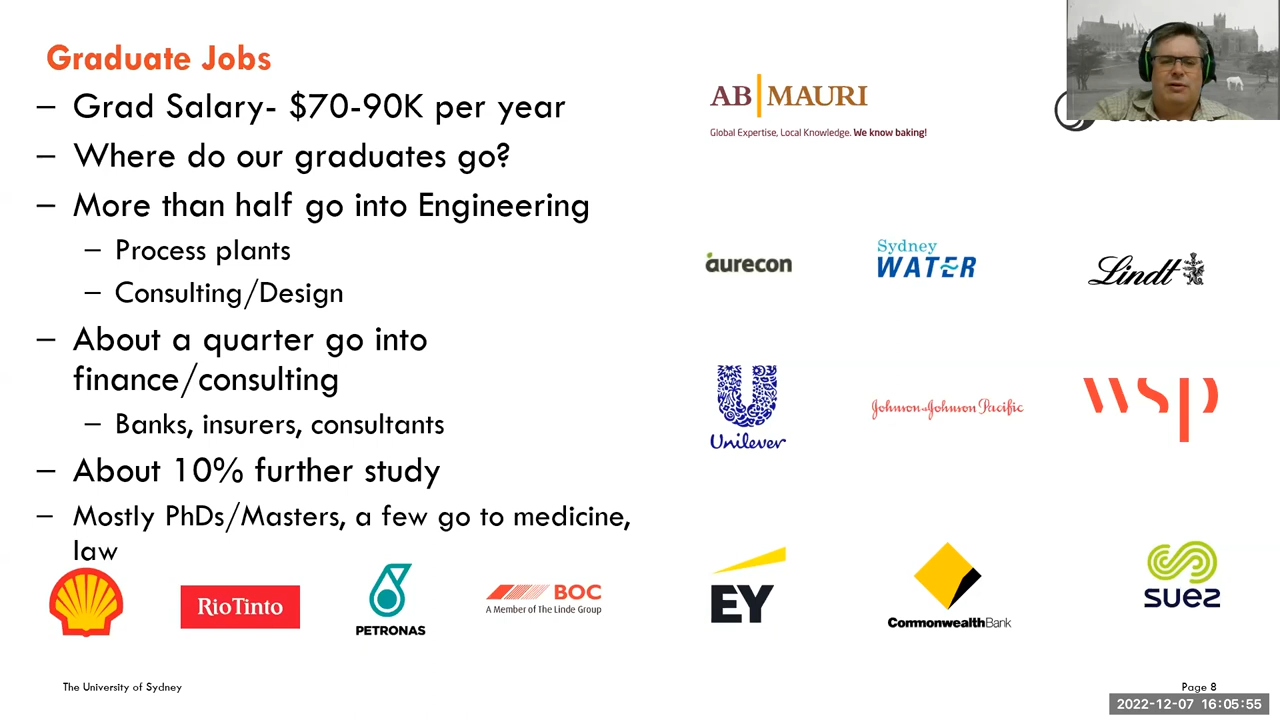 Graduate Jobs
– Grad Salary- $70-90K per year
– Where do our graduates go?
– More than half go into Engineering
– Process plants
– Consulting/Design
– About a quarter go into
finance/consulting
– Banks, insurers, consultants
– About 10% further study
– Mostly PhDs/Masters, a few go to medicine,
law
AB MAURI
Global Expertise, Local Knowledge. We know baking!
aurecon
Sydney
WATER
Lindt
Unilever
Johnson & Johnson Pacific
wsp
RioTinto
PETRONAS
BOC
A Member of The Linde Group
EY
CommonwealthBank
suez
The University of Sydney
Page 8
2022-12-07 16:05:55